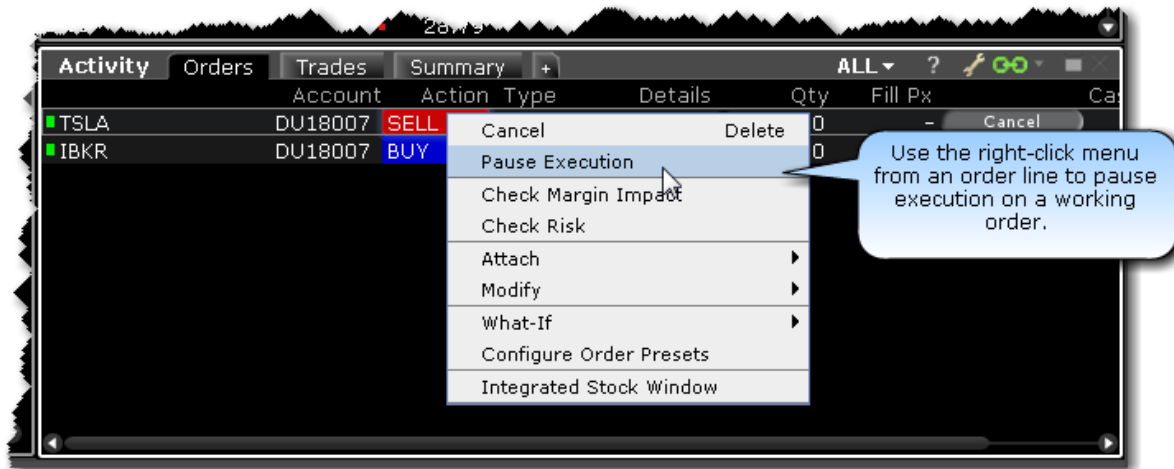 Activity Orders Trades Summary + ALL ?
Account Action Type Details Qty Fill Px
TSLA DU18007 SELL 0 – Cancel
IBKR DU18007 BUY 0
Cancel Delete
Pause Execution
Check Margin Impact
Check Risk
Attach
Modify
What-If
Configure Order Presets
Integrated Stock Window
Use the right-click menu
from an order line to pause
execution on a working
order.